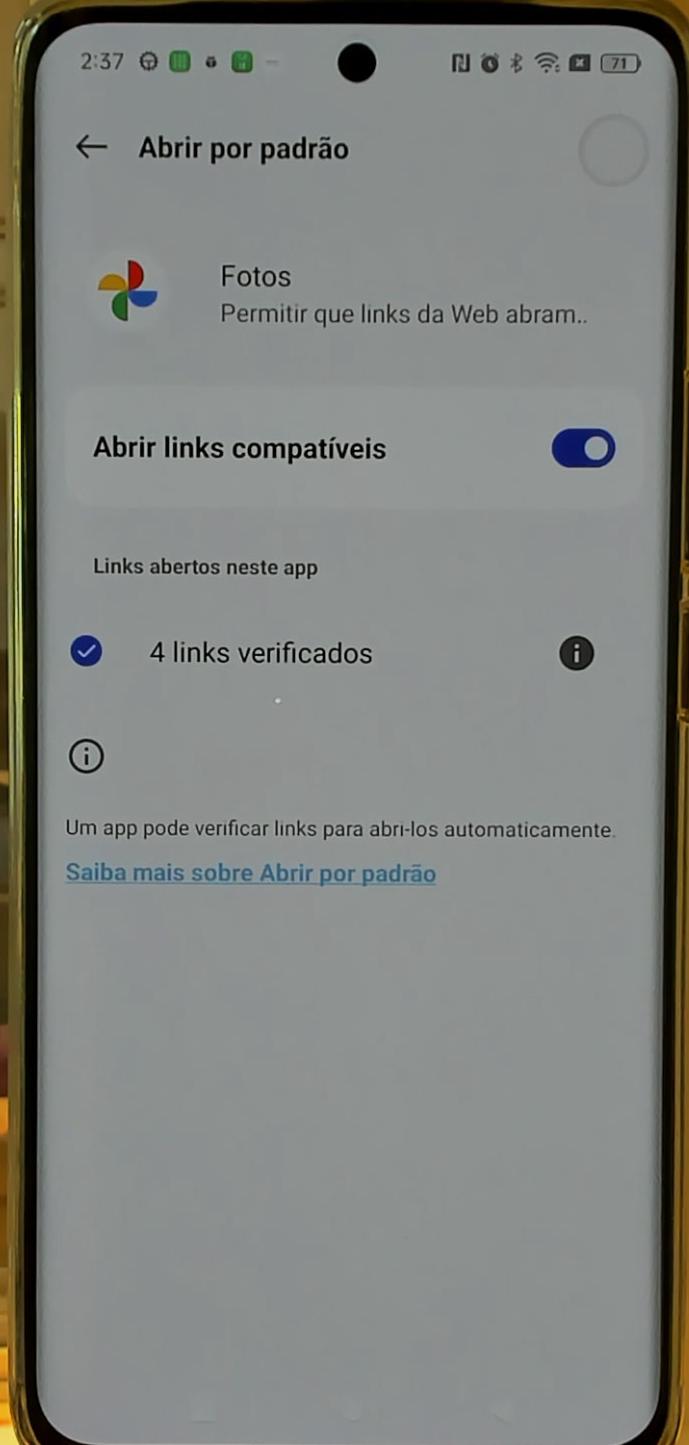 2:37
71
Abrir por padrão
Fotos
Permitir que links da Web abram..
Abrir links compatíveis
Links abertos neste app
4 links verificados
Um app pode verificar links para abri-los automaticamente.
Saiba mais sobre Abrir por padrão